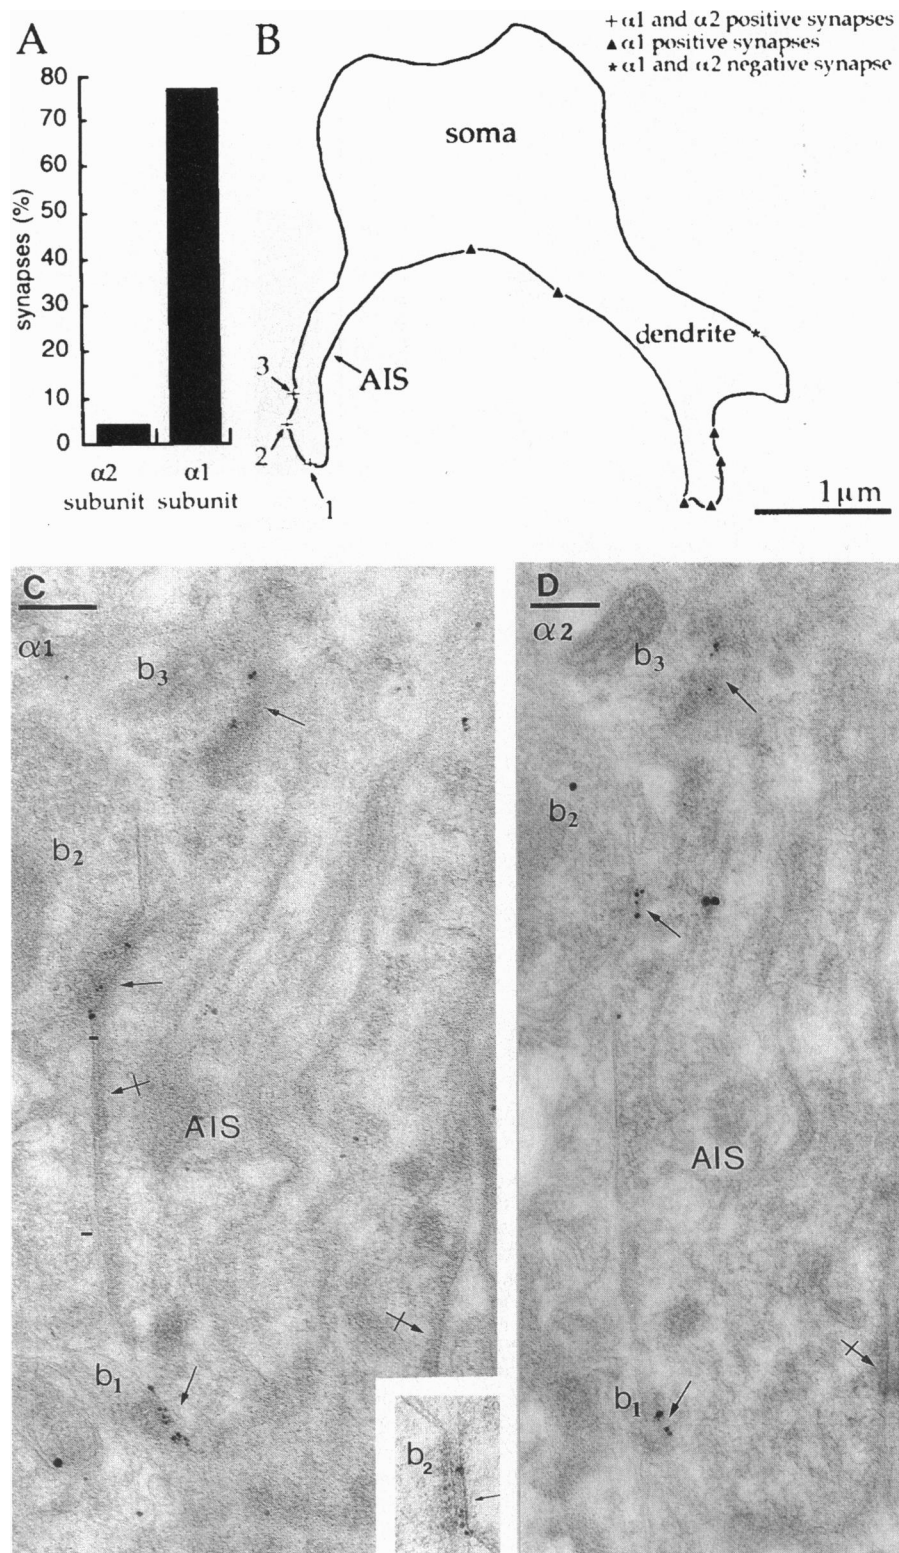 A
B
+ α1 and α2 positive synapses
▲ α1 positive synapses
* α1 and α2 negative synapse
80
70
60
50
40
30
20
10
0
synapses (%)
α2 subunit
α1 subunit
soma
dendrite
AIS
3
2
1
1 μm
C
α1
b3
b2
AIS
b1
b2
D
α2
b3
b2
AIS
b1